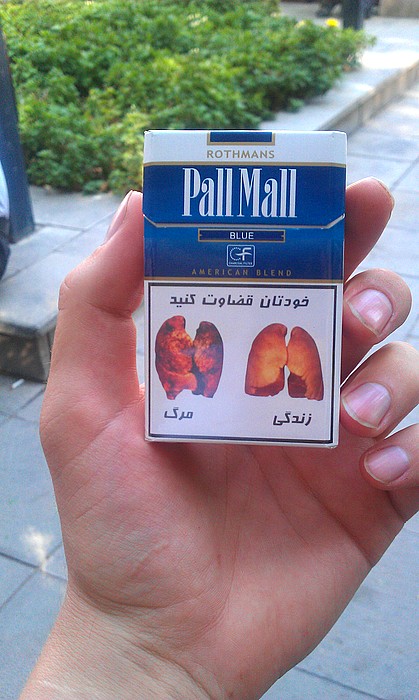 ROTHMANS
Pall Mall
BLUE
CF
AMERICAN BLEND
خودتان قضاوت کنید
زندگی
مرگ